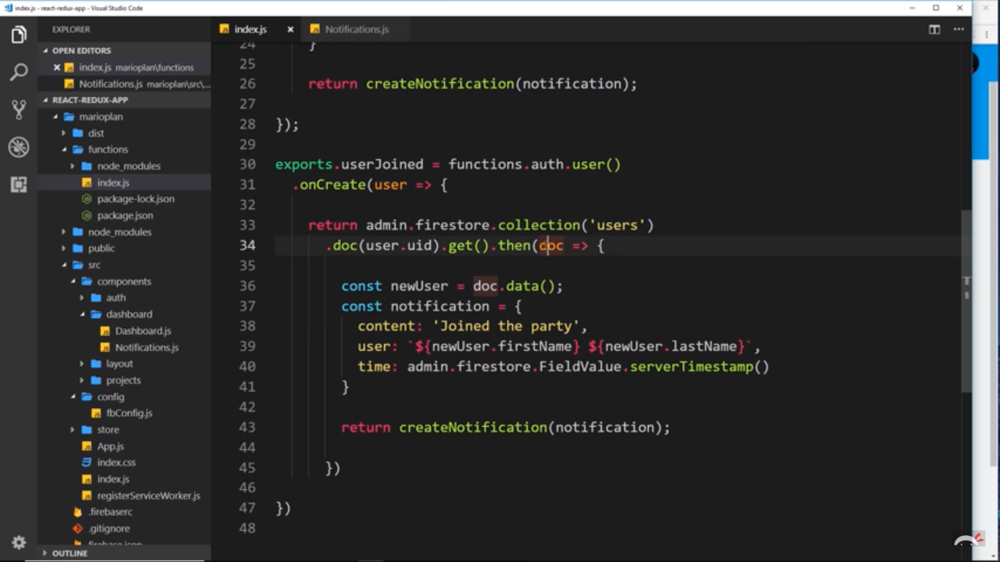 index.js - react-redux-app - Visual Studio Code
EXPLORER
OPEN EDITORS
index.js marioplan\functions
Notifications.js marioplan\src\...
REACT-REDUX-APP
marioplan
dist
functions
node_modules
index.js
package-lock.json
package.json
node_modules
public
src
components
auth
dashboard
Dashboard.js
Notifications.js
layout
projects
config
fbConfig.js
store
App.js
index.css
index.js
registerServiceWorker.js
.firebaserc
.gitignore
firebase.json
OUTLINE
index.js
Notifications.js
24 }
25
26 return createNotification(notification);
27
28 });
29
30 exports.userJoined = functions.auth.user()
31 .onCreate(user => {
32
33 return admin.firestore.collection('users')
34 .doc(user.uid).get().then(doc => {
35
36 const newUser = doc.data();
37 const notification = {
38 content: 'Joined the party',
39 user: `${newUser.firstName} ${newUser.lastName}`,
40 time: admin.firestore.FieldValue.serverTimestamp()
41 }
42
43 return createNotification(notification);
44
45 })
46
47 })
48